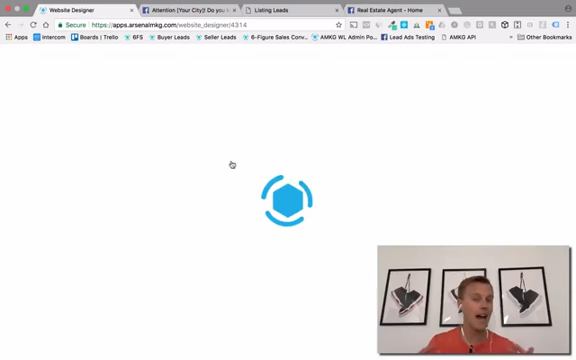 Website Designer
Attention [Your City]! Do you
Listing Leads
Real Estate Agent - Home
Secure https://apps.arsenalmkg.com/website_designer/4314
Apps Intercom Boards | Trello 6FS Buyer Leads Seller Leads 6-Figure Sales Conv… AMKG WL Admin Po… Lead Ads Testing AMKG API Other Bookmarks